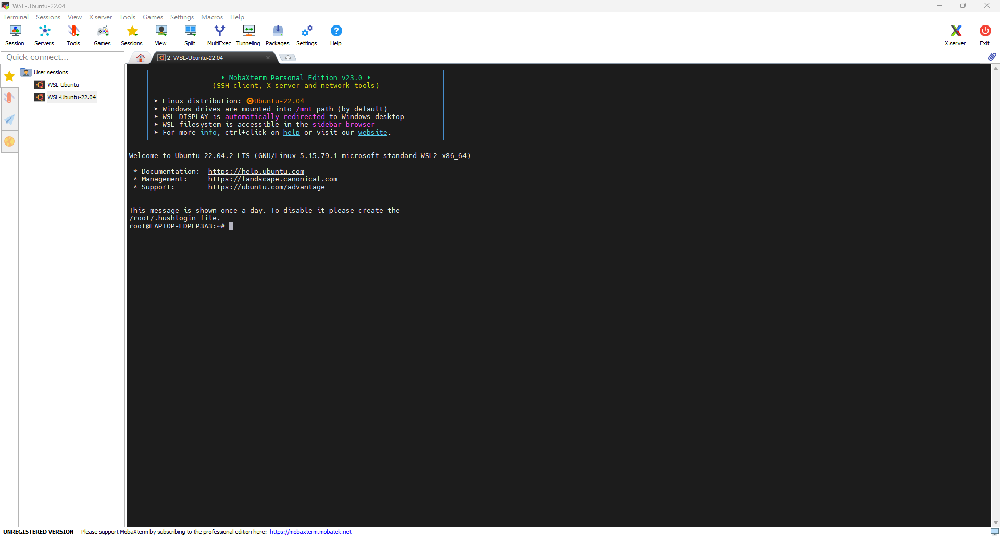 WSL-Ubuntu-22.04
Terminal Sessions View X server Tools Games Settings Macros Help
Session Servers Tools Games Sessions View Split MultiExec Tunneling Packages Settings Help X server Exit
Quick connect...
2. WSL-Ubuntu-22.04
User sessions
WSL-Ubuntu
WSL-Ubuntu-22.04
• MobaXterm Personal Edition v23.0 •
(SSH client, X server and network tools)
➤ Linux distribution: Ubuntu-22.04
➤ Windows drives are mounted into /mnt path (by default)
➤ WSL DISPLAY is automatically redirected to Windows desktop
➤ WSL filesystem is accessible in the sidebar browser
➤ For more info, ctrl+click on help or visit our website.
Welcome to Ubuntu 22.04.2 LTS (GNU/Linux 5.15.79.1-microsoft-standard-WSL2 x86_64)
* Documentation: https://help.ubuntu.com
* Management: https://landscape.canonical.com
* Support: https://ubuntu.com/advantage
This message is shown once a day. To disable it please create the
/root/.hushlogin file.
root@LAPTOP-EDPLP3A3:~#
UNREGISTERED VERSION - Please support MobaXterm by subscribing to the professional edition here: https://mobaxterm.mobatek.net